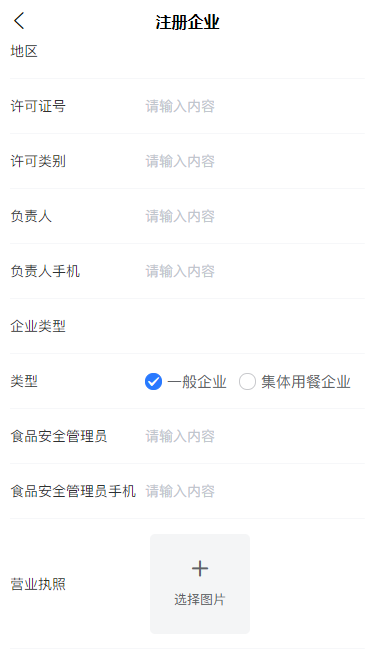 注册企业
地区
许可证号 请输入内容
许可类别 请输入内容
负责人 请输入内容
负责人手机 请输入内容
企业类型
类型 一般企业 集体用餐企业
食品安全管理员 请输入内容
食品安全管理员手机 请输入内容
营业执照 选择图片